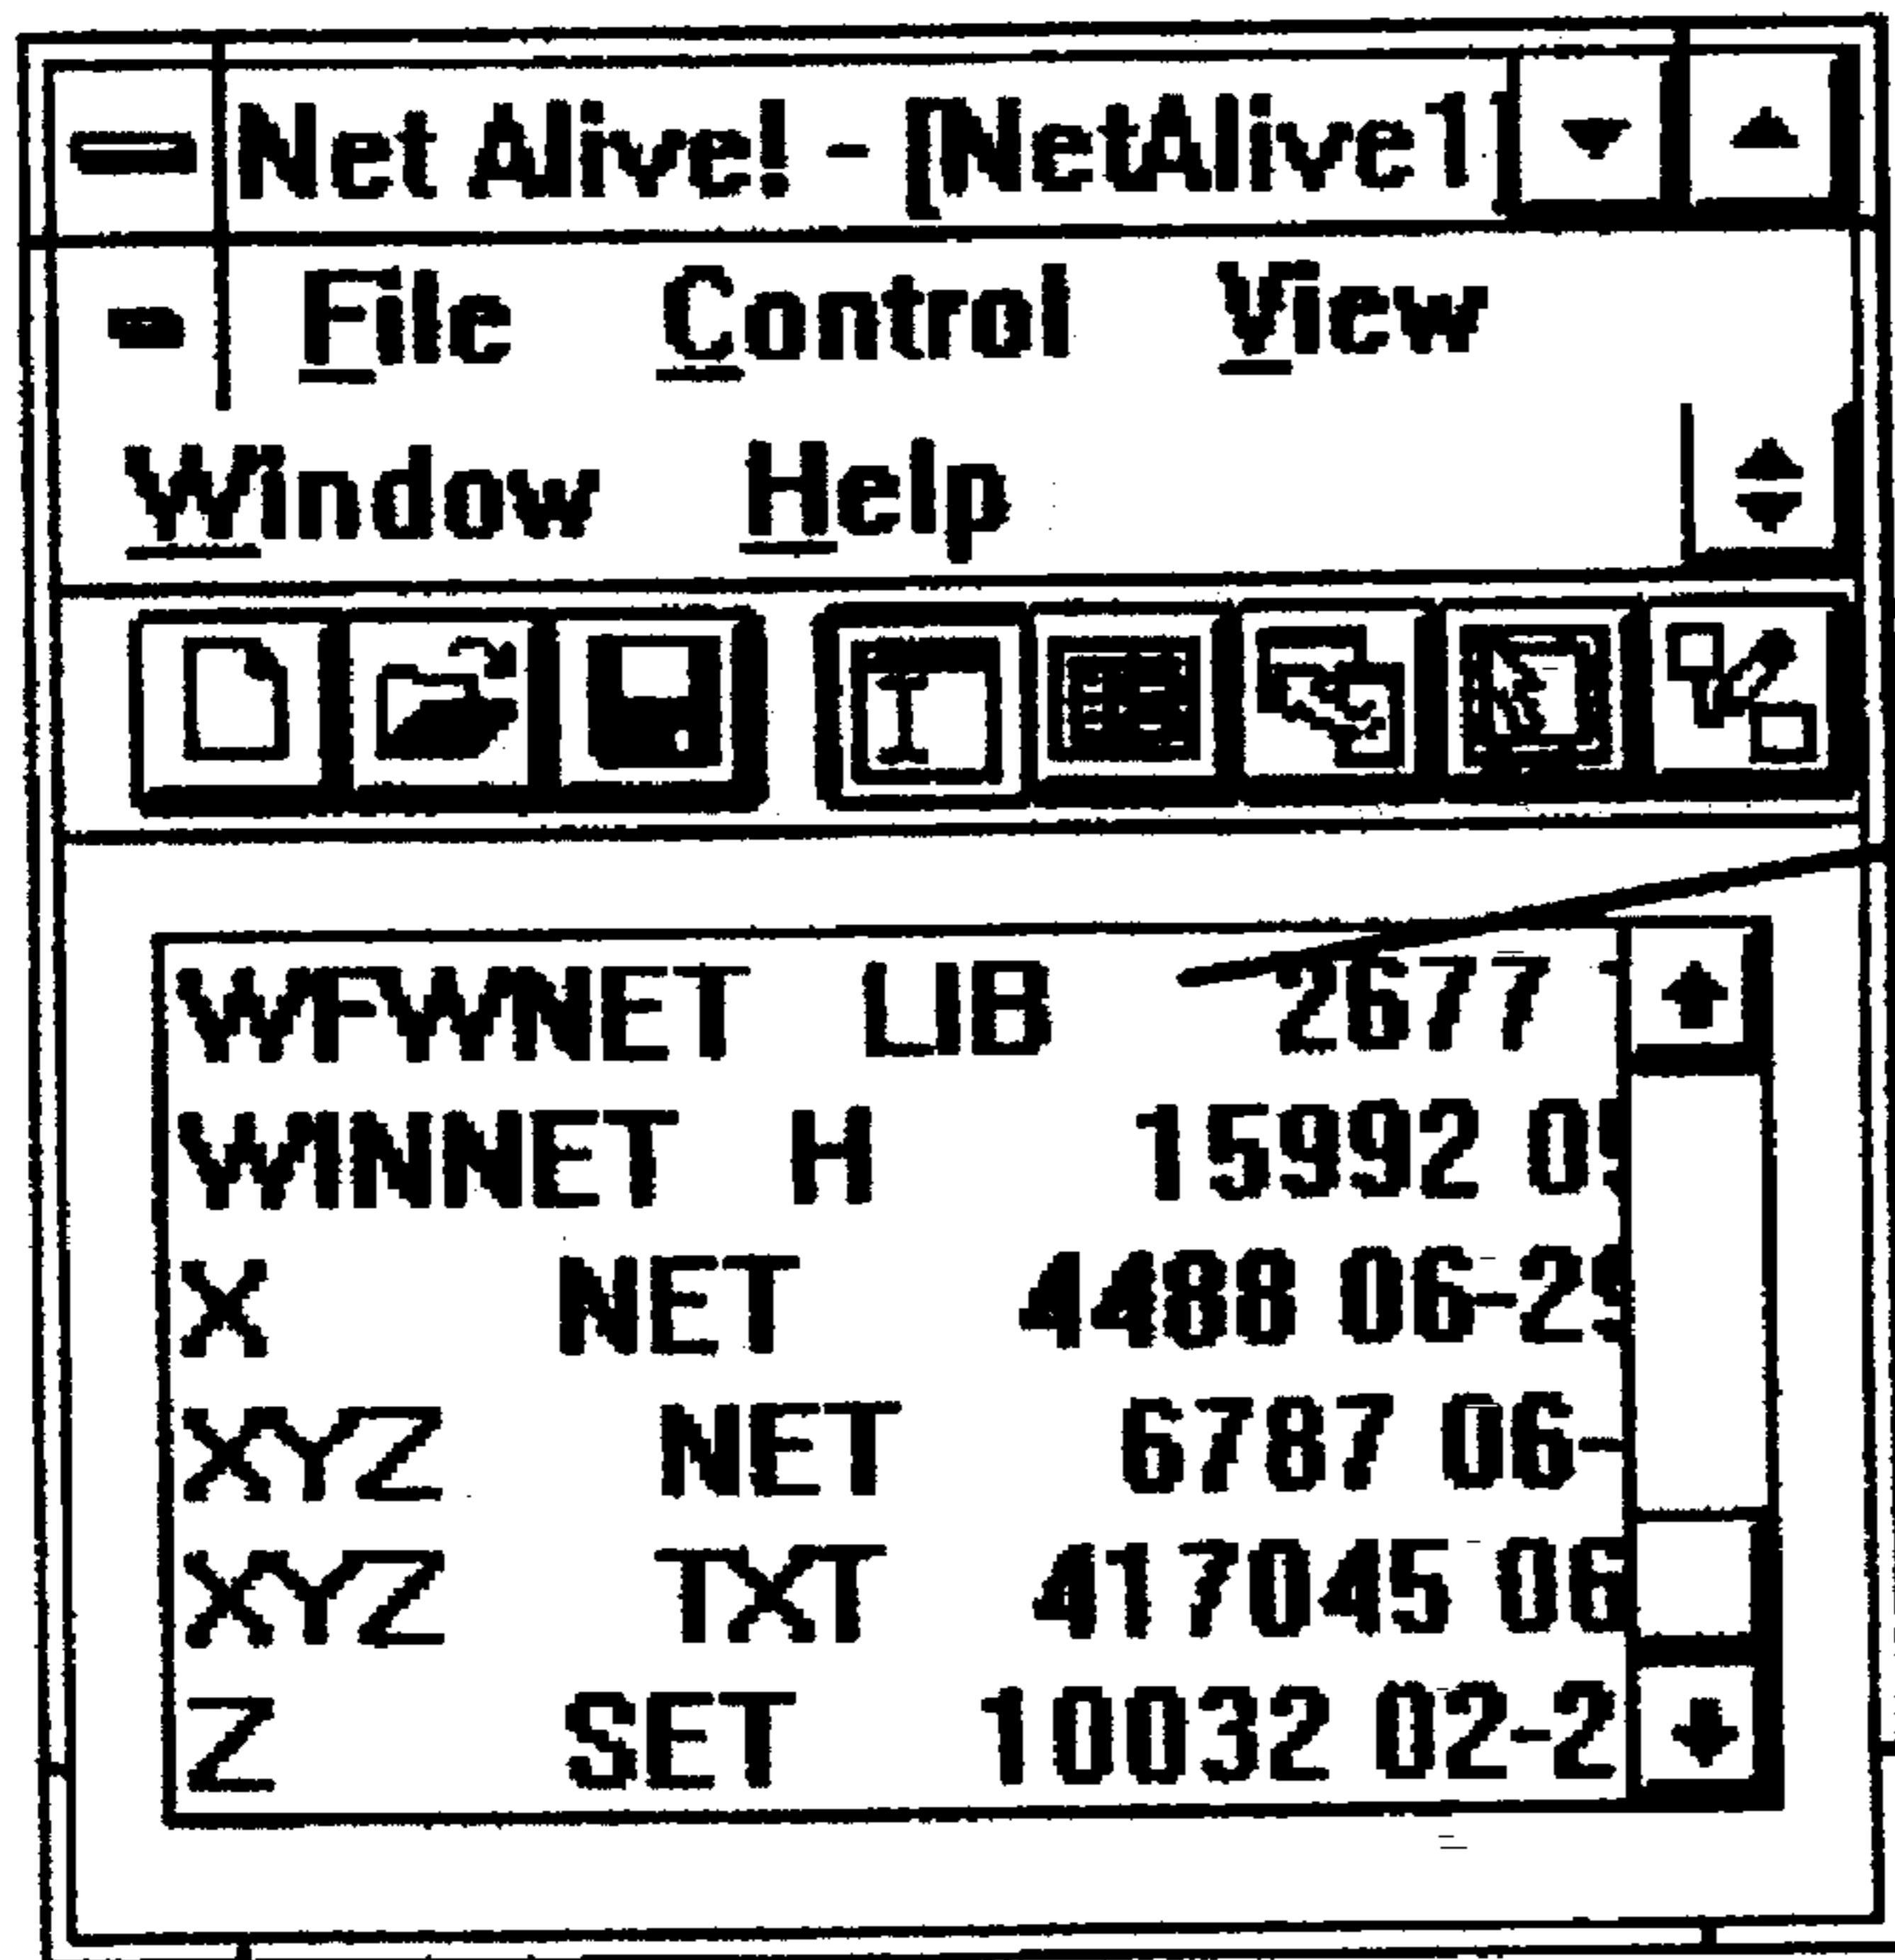 Net Alive! - [NetAlive1]
File Control View
Window Help
WFWNET LIB 2677
WINNET H 15992
X NET 4488 06-29
XYZ NET 6787 06-
XYZ TXT 417045 06
Z SET 10032 02-2